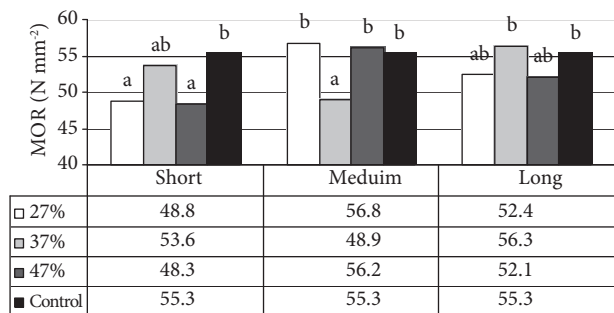 60
b
b
b
b
b
ab
55
ab
ab
a
a
a
50
45
40
MOR (N mm-2)
Short Meduim Long
27% 48.8 56.8 52.4
37% 53.6 48.9 56.3
47% 48.3 56.2 52.1
Control 55.3 55.3 55.3